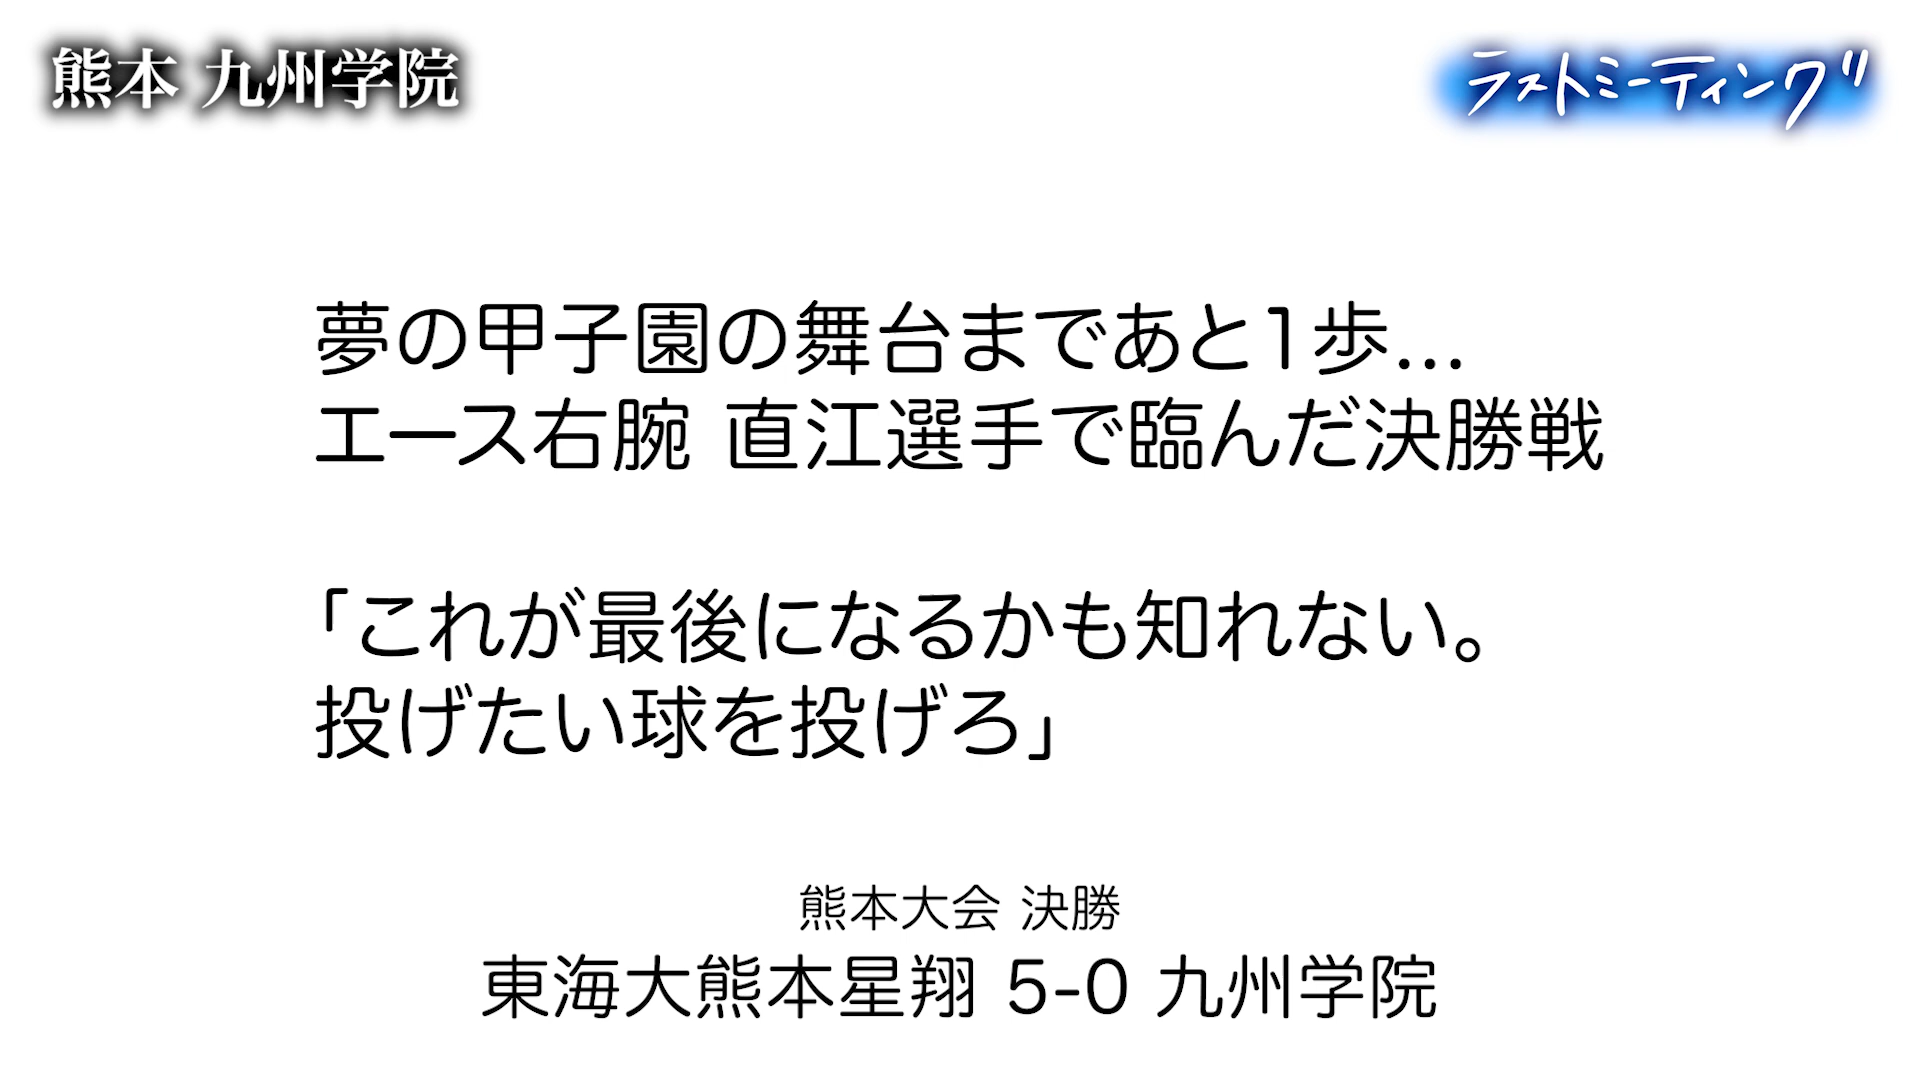 熊本 九州学院
ラストミーティング
夢の甲子園の舞台まであと1歩...
エース右腕 直江選手で臨んだ決勝戦
「これが最後になるかも知れない。
投げたい球を投げろ」
熊本大会 決勝
東海大熊本星翔 5-0 九州学院